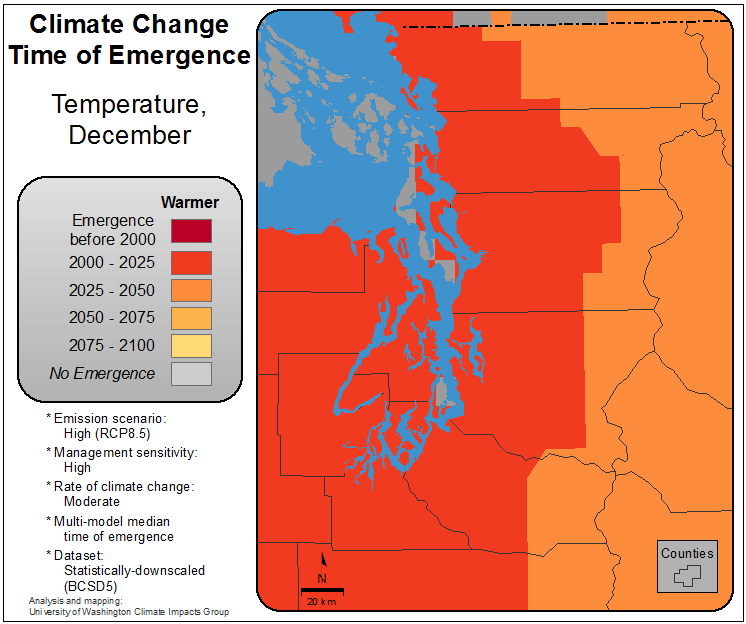 Climate Change
Time of Emergence
Temperature,
December
Warmer
Emergence
before 2000
2000 - 2025
2025 - 2050
2050 - 2075
2075 - 2100
No Emergence
* Emission scenario:
High (RCP8.5)
* Management sensitivity:
High
* Rate of climate change:
Moderate
* Multi-model median
time of emergence
* Dataset:
Statistically-downscaled
(BCSD5)
Analysis and mapping:
University of Washington Climate Impacts Group
N
20 km
Counties